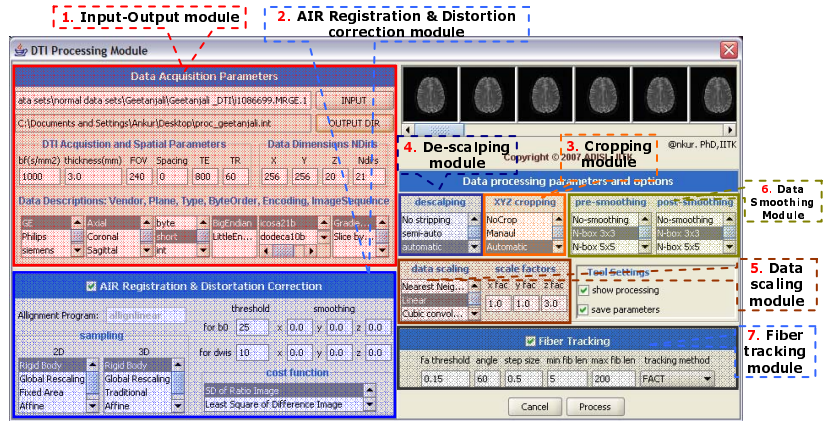 1. Input-Output module
2. AIR Registration & Distortion
correction module
DTI Processing Module
Data Acquisition Parameters
ata sets\normal data sets\Geetanjali\Geetanjali _DTI\i1086699.MRGE.1 INPUT
C:\Documents and Settings\Ankur\Desktop\proc_geetanjali.int OUTPUT DIR
DTI Acquistion and Spatial Parameters Data Dimensions NDirs
bf(s/mm2) thickness(mm) FOV Spacing TE TR X Y Z Ndirs
1000 3.0 240 0 800 60 256 256 20 21
Data Descriptions: Vendor, Plane, Type, ByteOrder, Encoding, ImageSequence
GE Axial byte BigEndian icosa21b Gradie...
Philips Coronal short LittleEn... dodeca10b Slice by...
siemens Sagittal int
AIR Registration & Distortation Correction
Allignment Program: alignlinear
threshold smoothing
for b0 25 x 0.0 y 0.0 z 0.0
sampling
for dwis 10 x 0.0 y 0.0 z 0.0
2D 3D
Rigid Body Rigid Body
Global Rescaling Global Rescaling
Fixed Area Traditional
Affine Affine
cost function
SD of Ratio Image
Least Square of Difference Image
@nkur. PhD,IITK
4. De-scalping
module
3. Cropping
module
Copyright © 2007 ADISL, IITK
Data processing parameters and options
6. Data
Smoothing
Module
descalping XYZ cropping pre-smoothing post-smoothing
No stripping NoCrop No-smoothing No-smoothing
semi-auto Manaul N-box 3x3 N-box 3x3
automatic Automatic N-box 5x5 N-box 5x5
data scaling scale factors
Nearest Neig... x fac y fac z fac
Linear 1.0 1.0 3.0
Cubic convol...
Tool Settings
show processing
save parameters
5. Data
scaling
module
Fiber Tracking
7. Fiber
tracking
module
fa threshold angle step size min fib len max fib len tracking method
0.15 60 0.5 5 200 FACT
Cancel Process